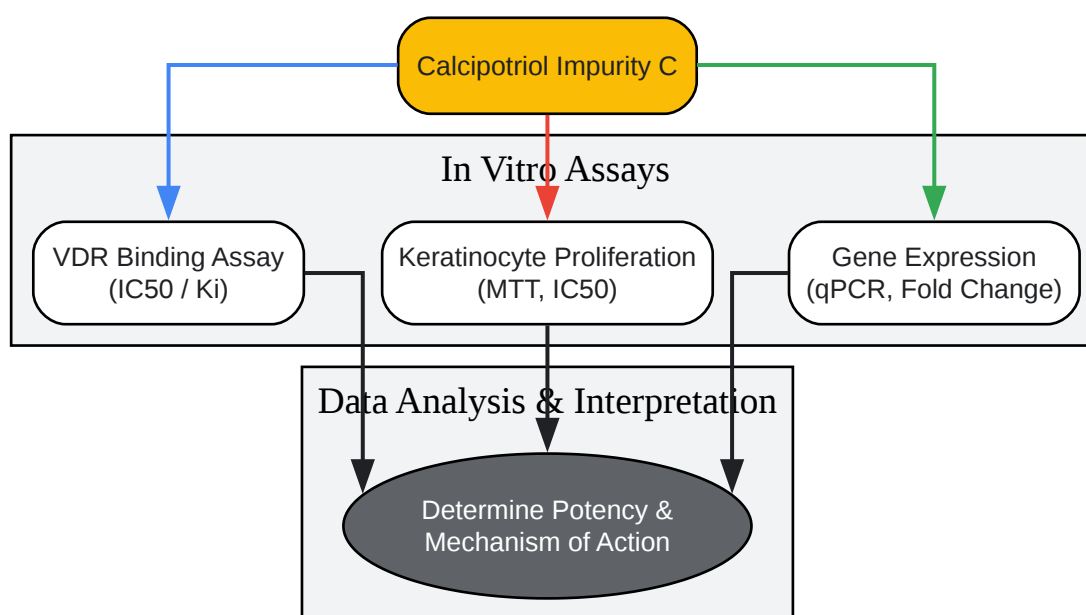 Calcipotriol Impurity C
In Vitro Assays
VDR Binding Assay
(IC50 / Ki)
Keratinocyte Proliferation
(MTT, IC50)
Gene Expression
(qPCR, Fold Change)
Data Analysis & Interpretation
Determine Potency &
Mechanism of Action